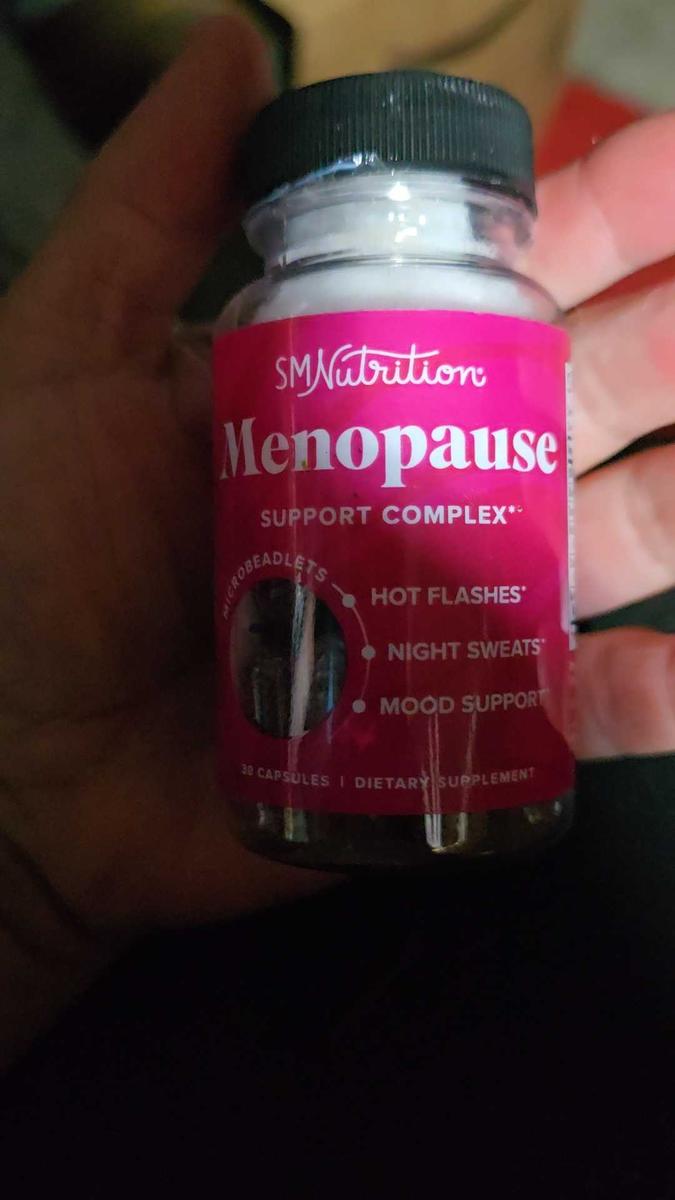 SMNutrition
Menopause
SUPPORT COMPLEX**
MICROBEADLETS
HOT FLASHES*
NIGHT SWEATS*
MOOD SUPPORT*
30 CAPSULES | DIETARY SUPPLEMENT